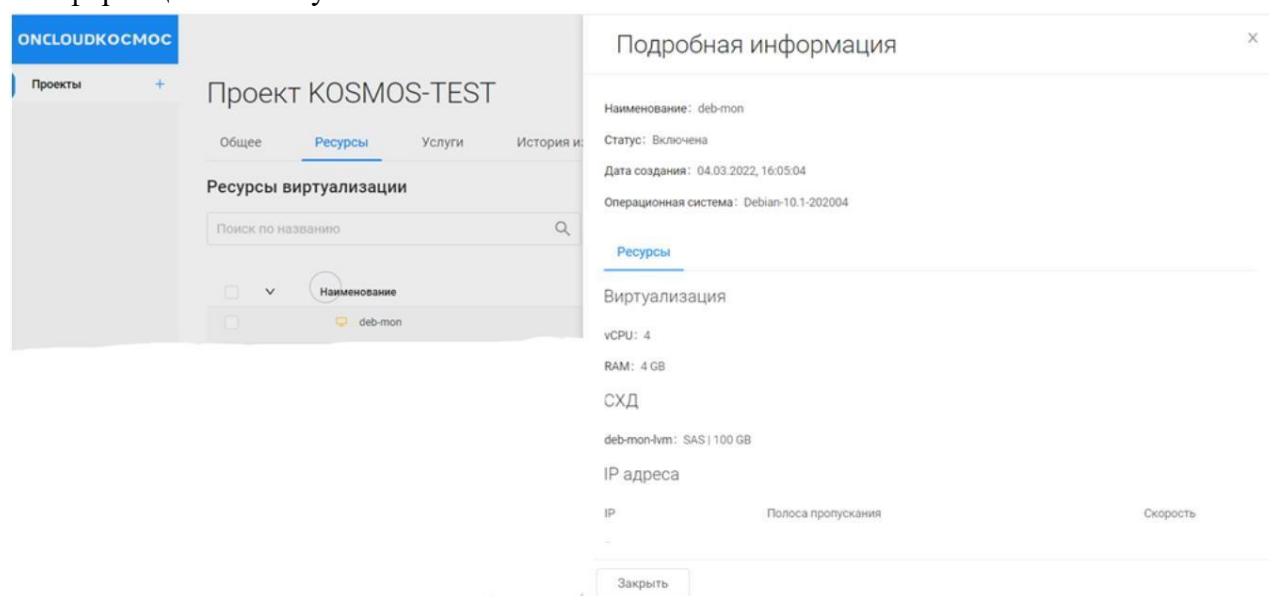 ONCLOUDКОСМОС
Проекты +
Проект KOSMOS-TEST
Общее Ресурсы Услуги История из
Ресурсы виртуализации
Поиск по названию
Наименование
deb-mon
Подробная информация
Наименование: deb-mon
Статус: Включена
Дата создания: 04.03.2022, 16:05:04
Операционная система: Debian-10.1-202004
Ресурсы
Виртуализация
vCPU: 4
RAM: 4 GB
СХД
deb-mon-lvm: SAS | 100 GB
IP адреса
IP Полоса пропускания Скорость
Закрыть